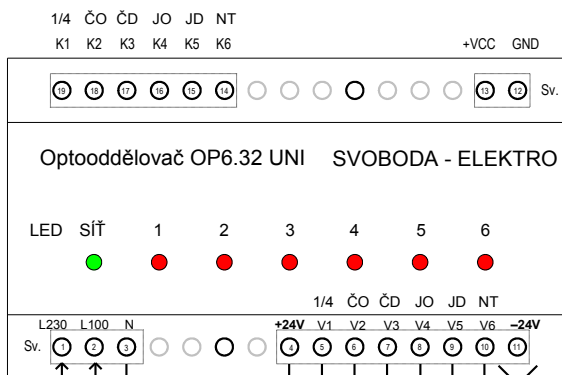 1/4 ČO ČD JO JD NT
K1 K2 K3 K4 K5 K6 +VCC GND
19 18 17 16 15 14 13 12 Sv.
Optooddělovač OP6.32 UNI SVOBODA - ELEKTRO
LED SÍŤ 1 2 3 4 5 6
1/4 ČO ČD JO JD NT
L230 L100 N +24V V1 V2 V3 V4 V5 V6 –24V
Sv. 1 2 3 4 5 6 7 8 9 10 11